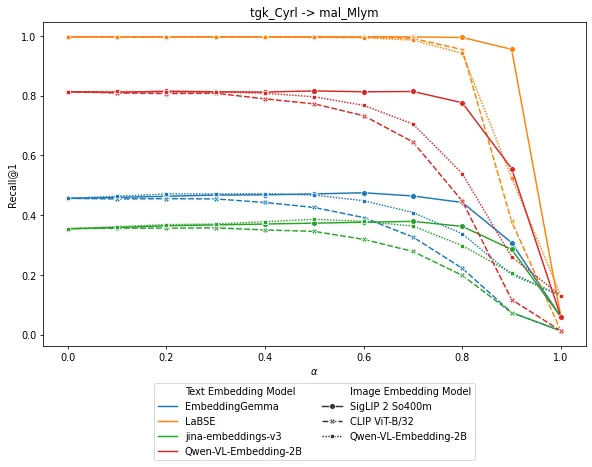 tgk_Cyrl -> mal_Mlym
Recall@1
1.0
0.8
0.6
0.4
0.2
0.0
0.0 0.2 0.4 0.6 0.8 1.0
α
Text Embedding Model
EmbeddingGemma
LaBSE
jina-embeddings-v3
Qwen-VL-Embedding-2B
Image Embedding Model
SigLIP 2 So400m
CLIP ViT-B/32
Qwen-VL-Embedding-2B